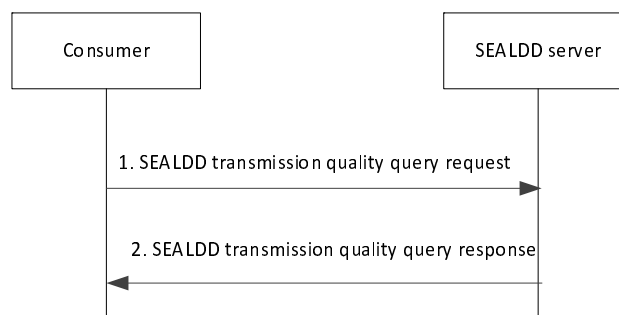 Consumer
SEALDD server
1. SEALDD transmission quality query request
2. SEALDD transmission quality query response